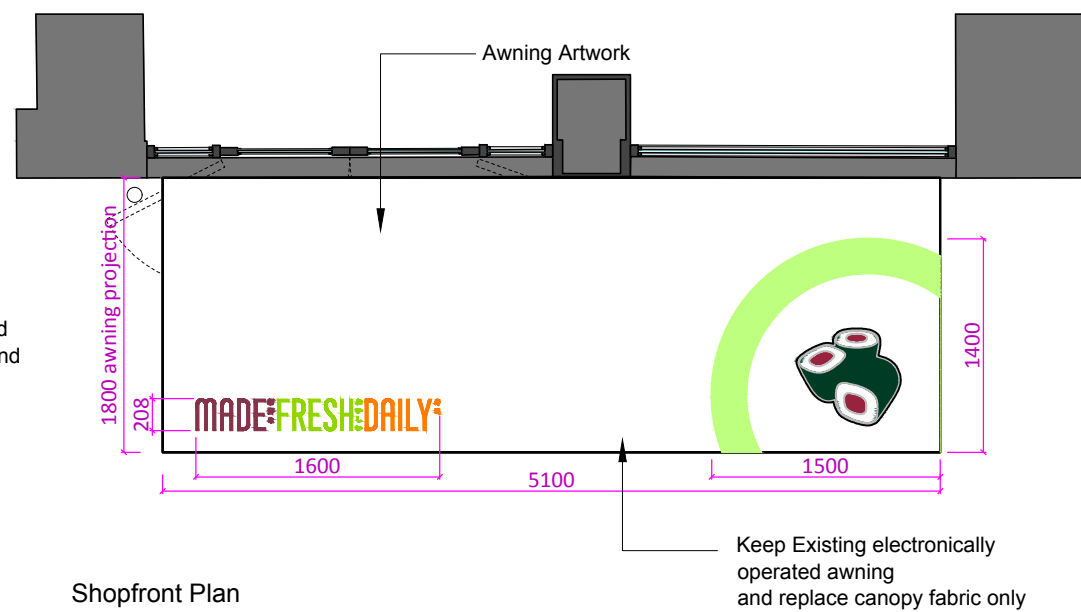 Awning Artwork
1800 awning projection
d
nd
208
MADE FRESH DAILY
1400
1600
1500
5100
Keep Existing electronically
operated awning
and replace canopy fabric only
Shopfront Plan